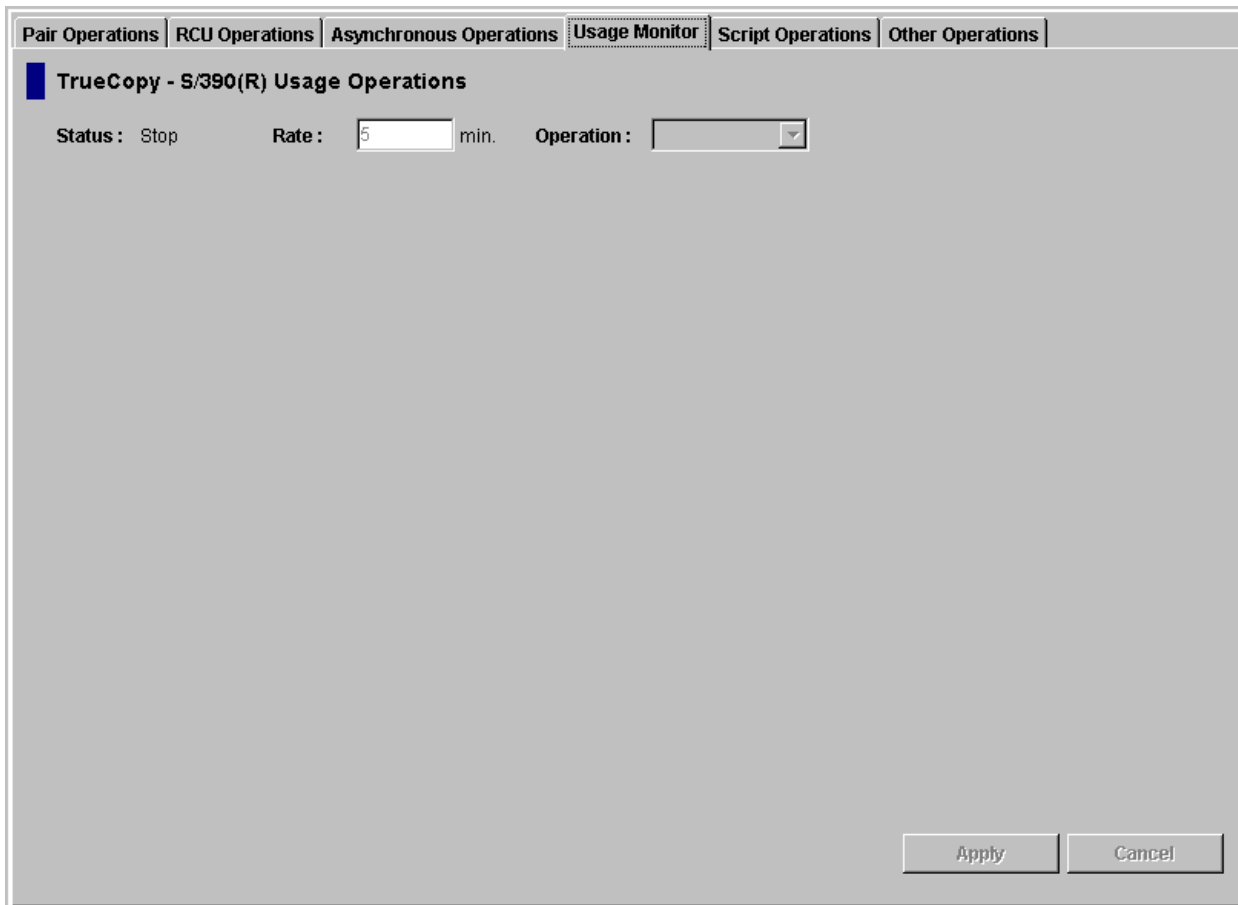 Pair Operations RCU Operations Asynchronous Operations Usage Monitor Script Operations Other Operations
TrueCopy - S/390(R) Usage Operations
Status : Stop Rate : 5 min. Operation :
Apply Cancel